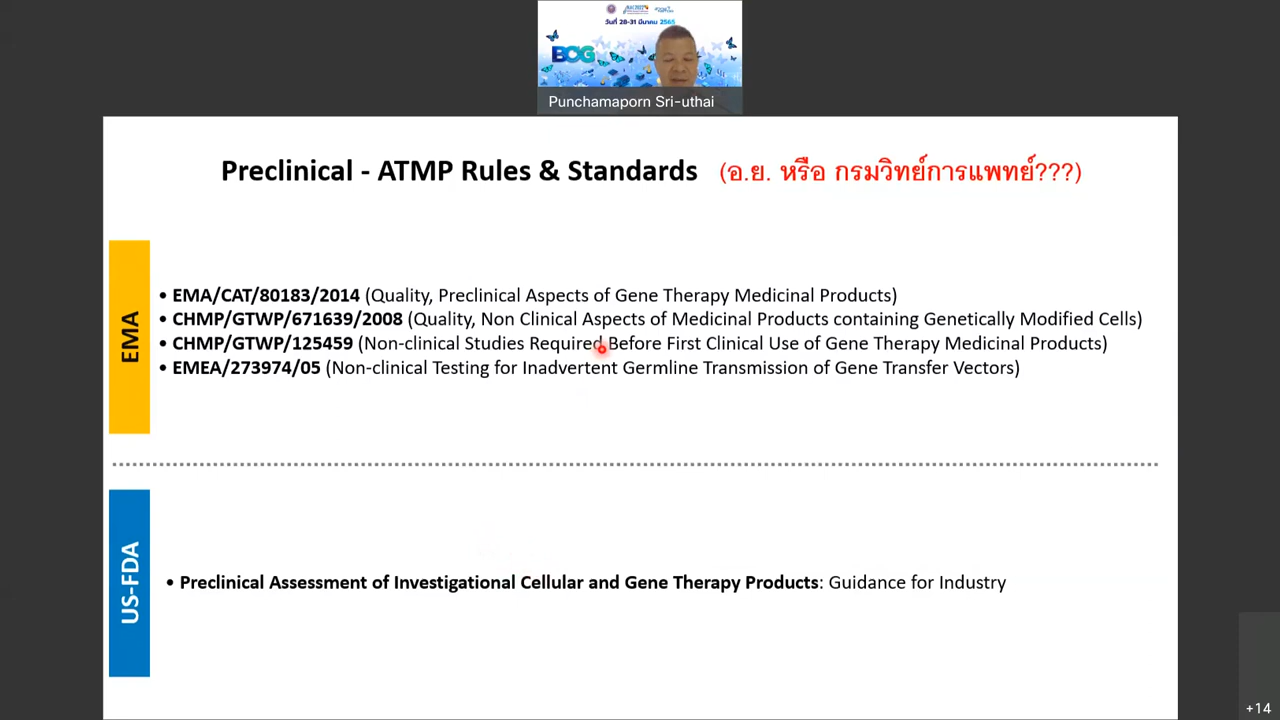 วันที่ 28-31 มีนาคม 2565
BCG
Punchamaporn Sri-uthai
Preclinical - ATMP Rules & Standards (อ.ย. หรือ กรมวิทย์การแพทย์???)
EMA
• EMA/CAT/80183/2014 (Quality, Preclinical Aspects of Gene Therapy Medicinal Products)
• CHMP/GTWP/671639/2008 (Quality, Non Clinical Aspects of Medicinal Products containing Genetically Modified Cells)
• CHMP/GTWP/125459 (Non-clinical Studies Required Before First Clinical Use of Gene Therapy Medicinal Products)
• EMEA/273974/05 (Non-clinical Testing for Inadvertent Germline Transmission of Gene Transfer Vectors)
US-FDA
• Preclinical Assessment of Investigational Cellular and Gene Therapy Products: Guidance for Industry
+14